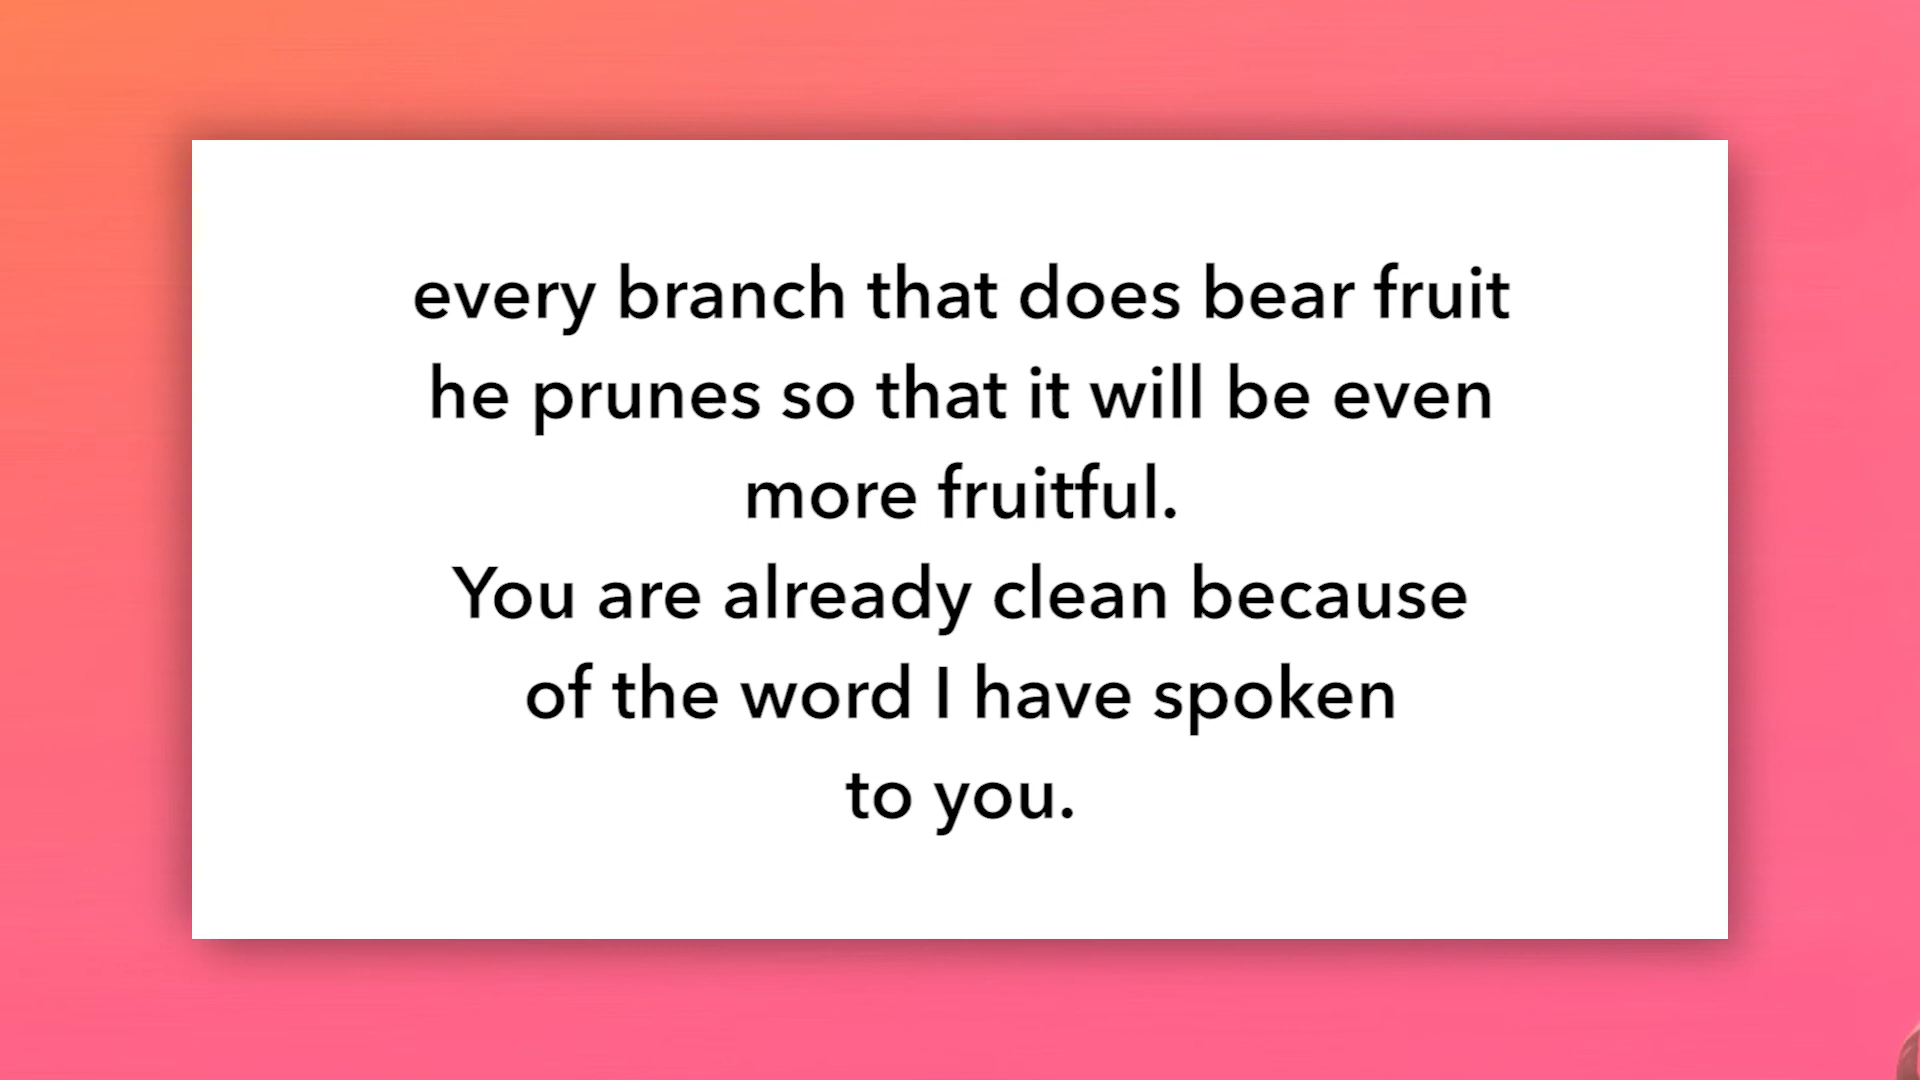 every branch that does bear fruit
he prunes so that it will be even
more fruitful.
You are already clean because
of the word I have spoken
to you.